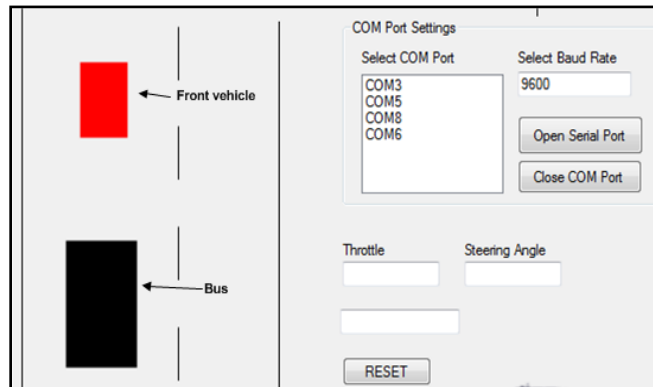 COM Port Settings
Select COM Port
Select Baud Rate
COM3
COM5
COM8
COM6
9600
Open Serial Port
Close COM Port
Front vehicle
Throttle
Steering Angle
Bus
RESET